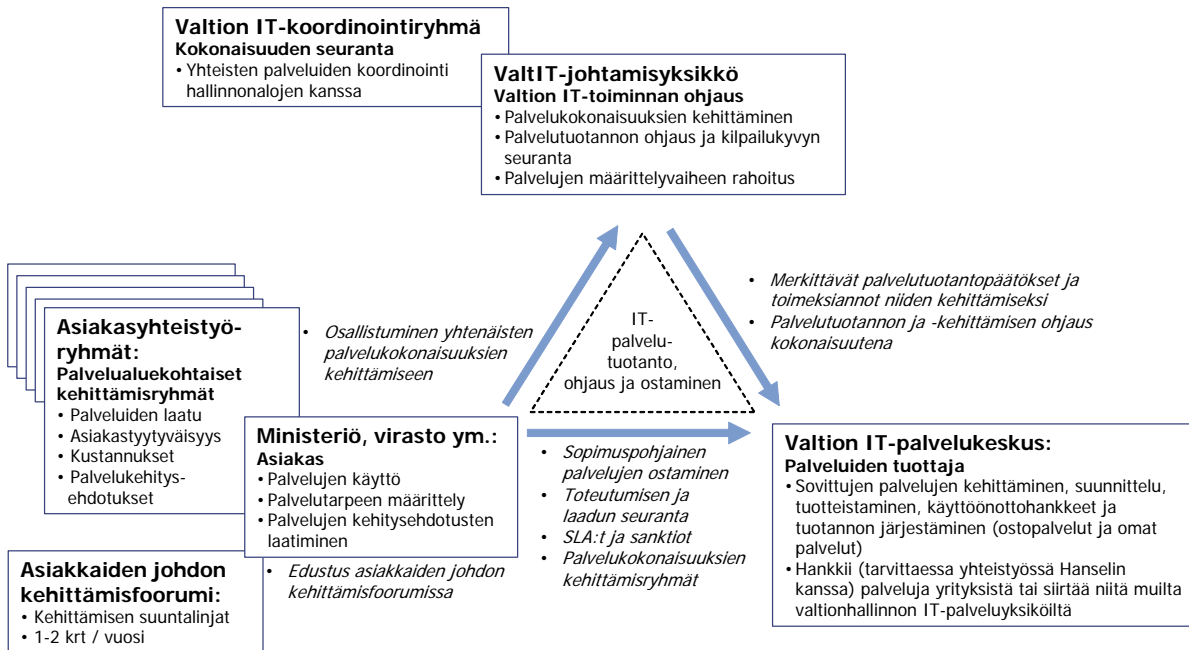 Valtion IT-koordinointiryhmä
Kokonaisuuden seuranta
• Yhteisten palveluiden koordinointi
hallinnonalojen kanssa
ValtIT-johtamisyksikkö
Valtion IT-toiminnan ohjaus
• Palvelukokonaisuuksien kehittäminen
• Palvelutuotannon ohjaus ja kilpailukyvyn
seuranta
• Palvelujen määrittelyvaiheen rahoitus
• Merkittävät palvelutuotantopäätökset ja
toimeksiannot niiden kehittämiseksi
• Palvelutuotannon ja -kehittämisen ohjaus
kokonaisuutena
• Osallistuminen yhtenäisten
palvelukokonaisuuksien
kehittämiseen
IT-
palvelu-
tuotanto,
ohjaus ja ostaminen
Asiakasyhteistyö-
ryhmät:
Palvelualuekohtaiset
kehittämisryhmät
• Palveluiden laatu
• Asiakastyytyväisyys
• Kustannukset
• Palvelukehitys-
ehdotukset
Ministeriö, virasto ym.:
Asiakas
• Palvelujen käyttö
• Palvelutarpeen määrittely
• Palvelujen kehitysehdotusten
laatiminen
• Sopimuspohjainen
palvelujen ostaminen
• Toteutumisen ja
laadun seuranta
• SLA:t ja sanktiot
• Palvelukokonaisuuksien
kehittämisryhmät
Valtion IT-palvelukeskus:
Palveluiden tuottaja
• Sovittujen palvelujen kehittäminen, suunnittelu,
tuotteistaminen, käyttöönottohankkeet ja
tuotannon järjestäminen (ostopalvelut ja omat
palvelut)
• Hankkii (tarvittaessa yhteistyössä Hanselin
kanssa) palveluja yrityksistä tai siirtää niitä muilta
valtionhallinnon IT-palveluyksiköiltä
Asiakkaiden johdon
kehittämisfoorumi:
• Kehittämisen suuntalinjat
• 1-2 krt / vuosi
• Edustus asiakkaiden johdon
kehittämisfoorumissa